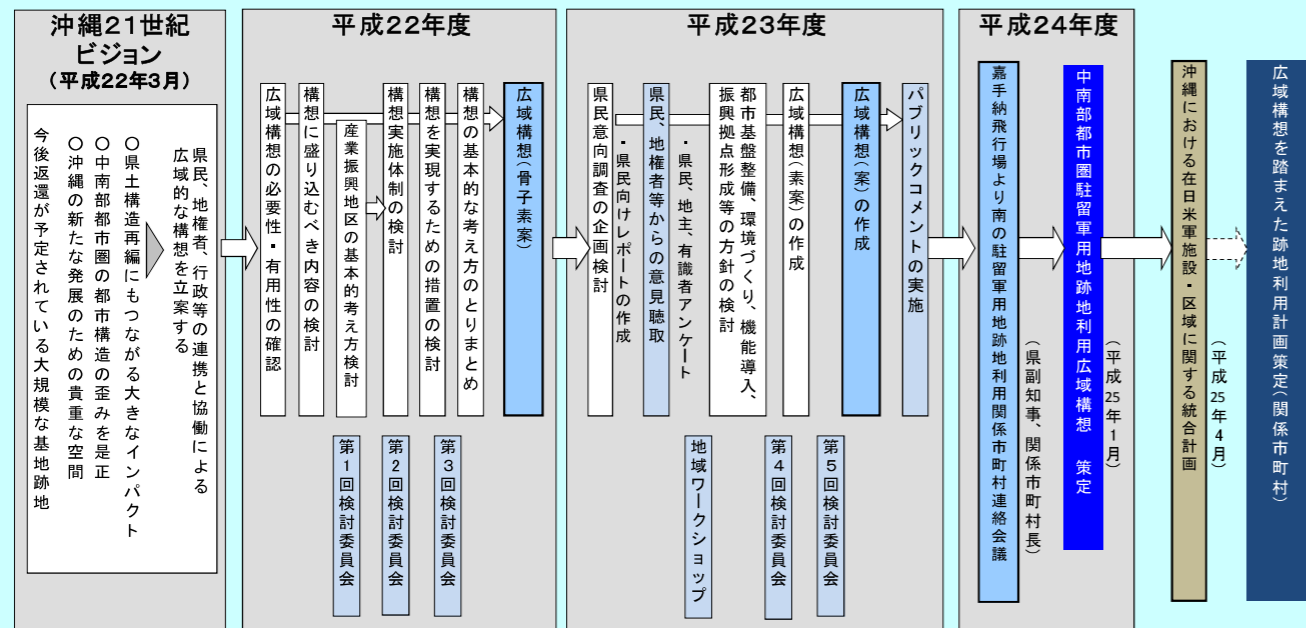 沖縄21世紀
ビジョン
(平成22年3月)
今後返還が予定されている大規模な基地跡地
○沖縄の新たな発展のための貴重な空間
○中南部都市圏の都市構造の歪みを是正
○県土構造再編にもつながる大きなインパクト
県民、地権者、行政等の連携と協働による
広域的な構想を立案する
平成22年度
広域構想の必要性・有用性の確認
構想に盛り込むべき内容の検討
産業振興地区の基本的考え方検討
構想実施体制の検討
構想を実現するための措置の検討
構想の基本的な考え方のとりまとめ
広域構想(骨子素案)
第1回検討委員会
第2回検討委員会
第3回検討委員会
平成23年度
県民意向調査の企画検討
・県民向けレポートの作成
県民、地権者等からの意見聴取
・県民、地主、有識者アンケート
都市基盤整備、環境づくり、機能導入、
振興拠点形成等の方針の検討
広域構想(素案)の作成
広域構想(案)の作成
パブリックコメントの実施
地域ワークショップ
第4回検討委員会
第5回検討委員会
平成24年度
嘉手納飛行場より南の駐留軍用地跡地利用関係市町村連絡会議
(県副知事、関係市町村長)
中南部都市圏駐留軍用地跡地利用広域構想 策定
(平成25年1月)
沖縄における在日米軍施設・区域に関する統合計画
(平成25年4月)
広域構想を踏まえた跡地利用計画策定(関係市町村)